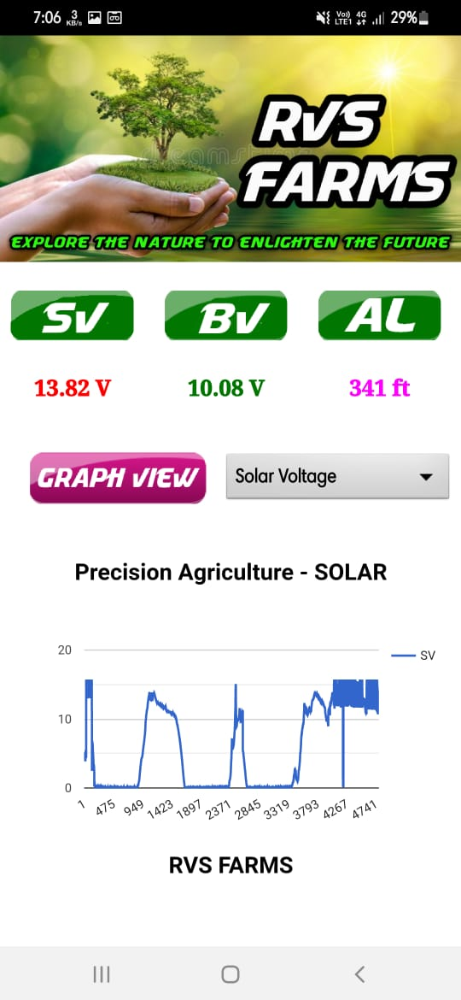 7:06 3 KB/s Vo)) LTE1 4G 29%
dreamstime
RVS
FARMS
EXPLORE THE NATURE TO ENLIGHTEN THE FUTURE
SV BV AL
13.82 V 10.08 V 341 ft
GRAPH VIEW Solar Voltage
Precision Agriculture - SOLAR
20
SV
10
0
1 475 949 1423 1897 2371 2845 3319 3793 4267 4741
RVS FARMS